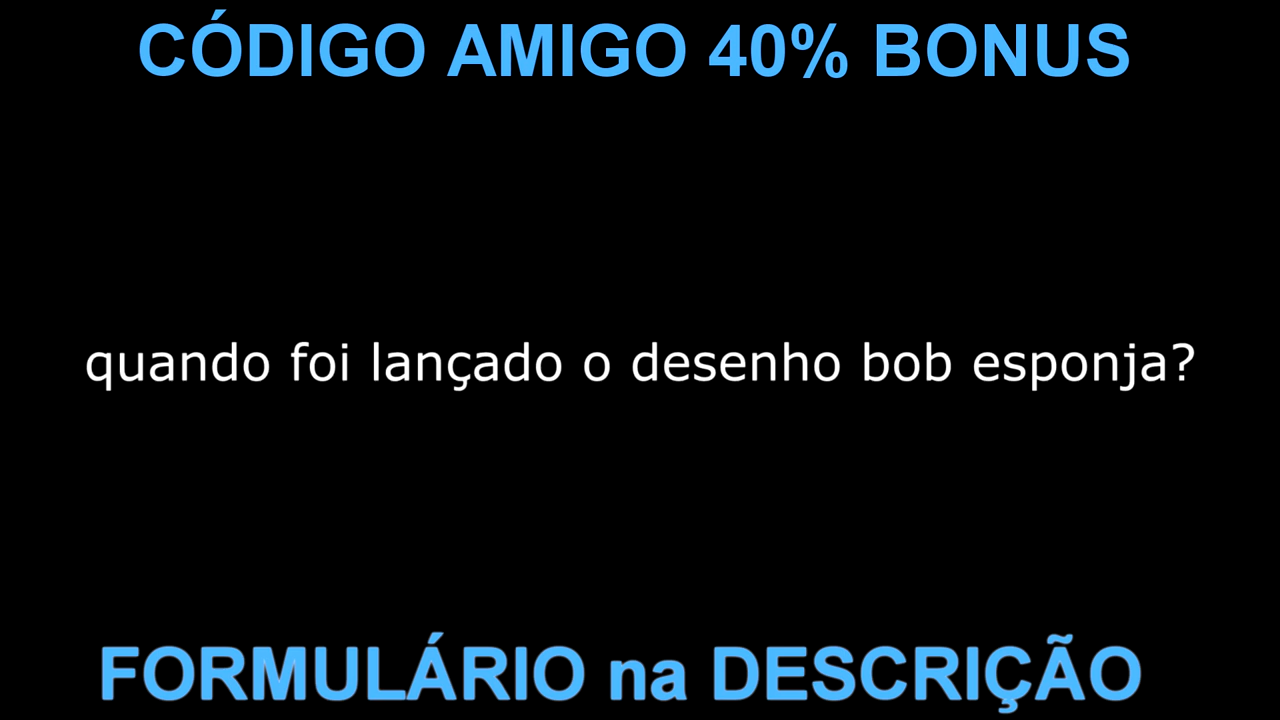 CÓDIGO AMIGO 40% BONUS
quando foi lançado o desenho bob esponja?
FORMULÁRIO na DESCRIÇÃO